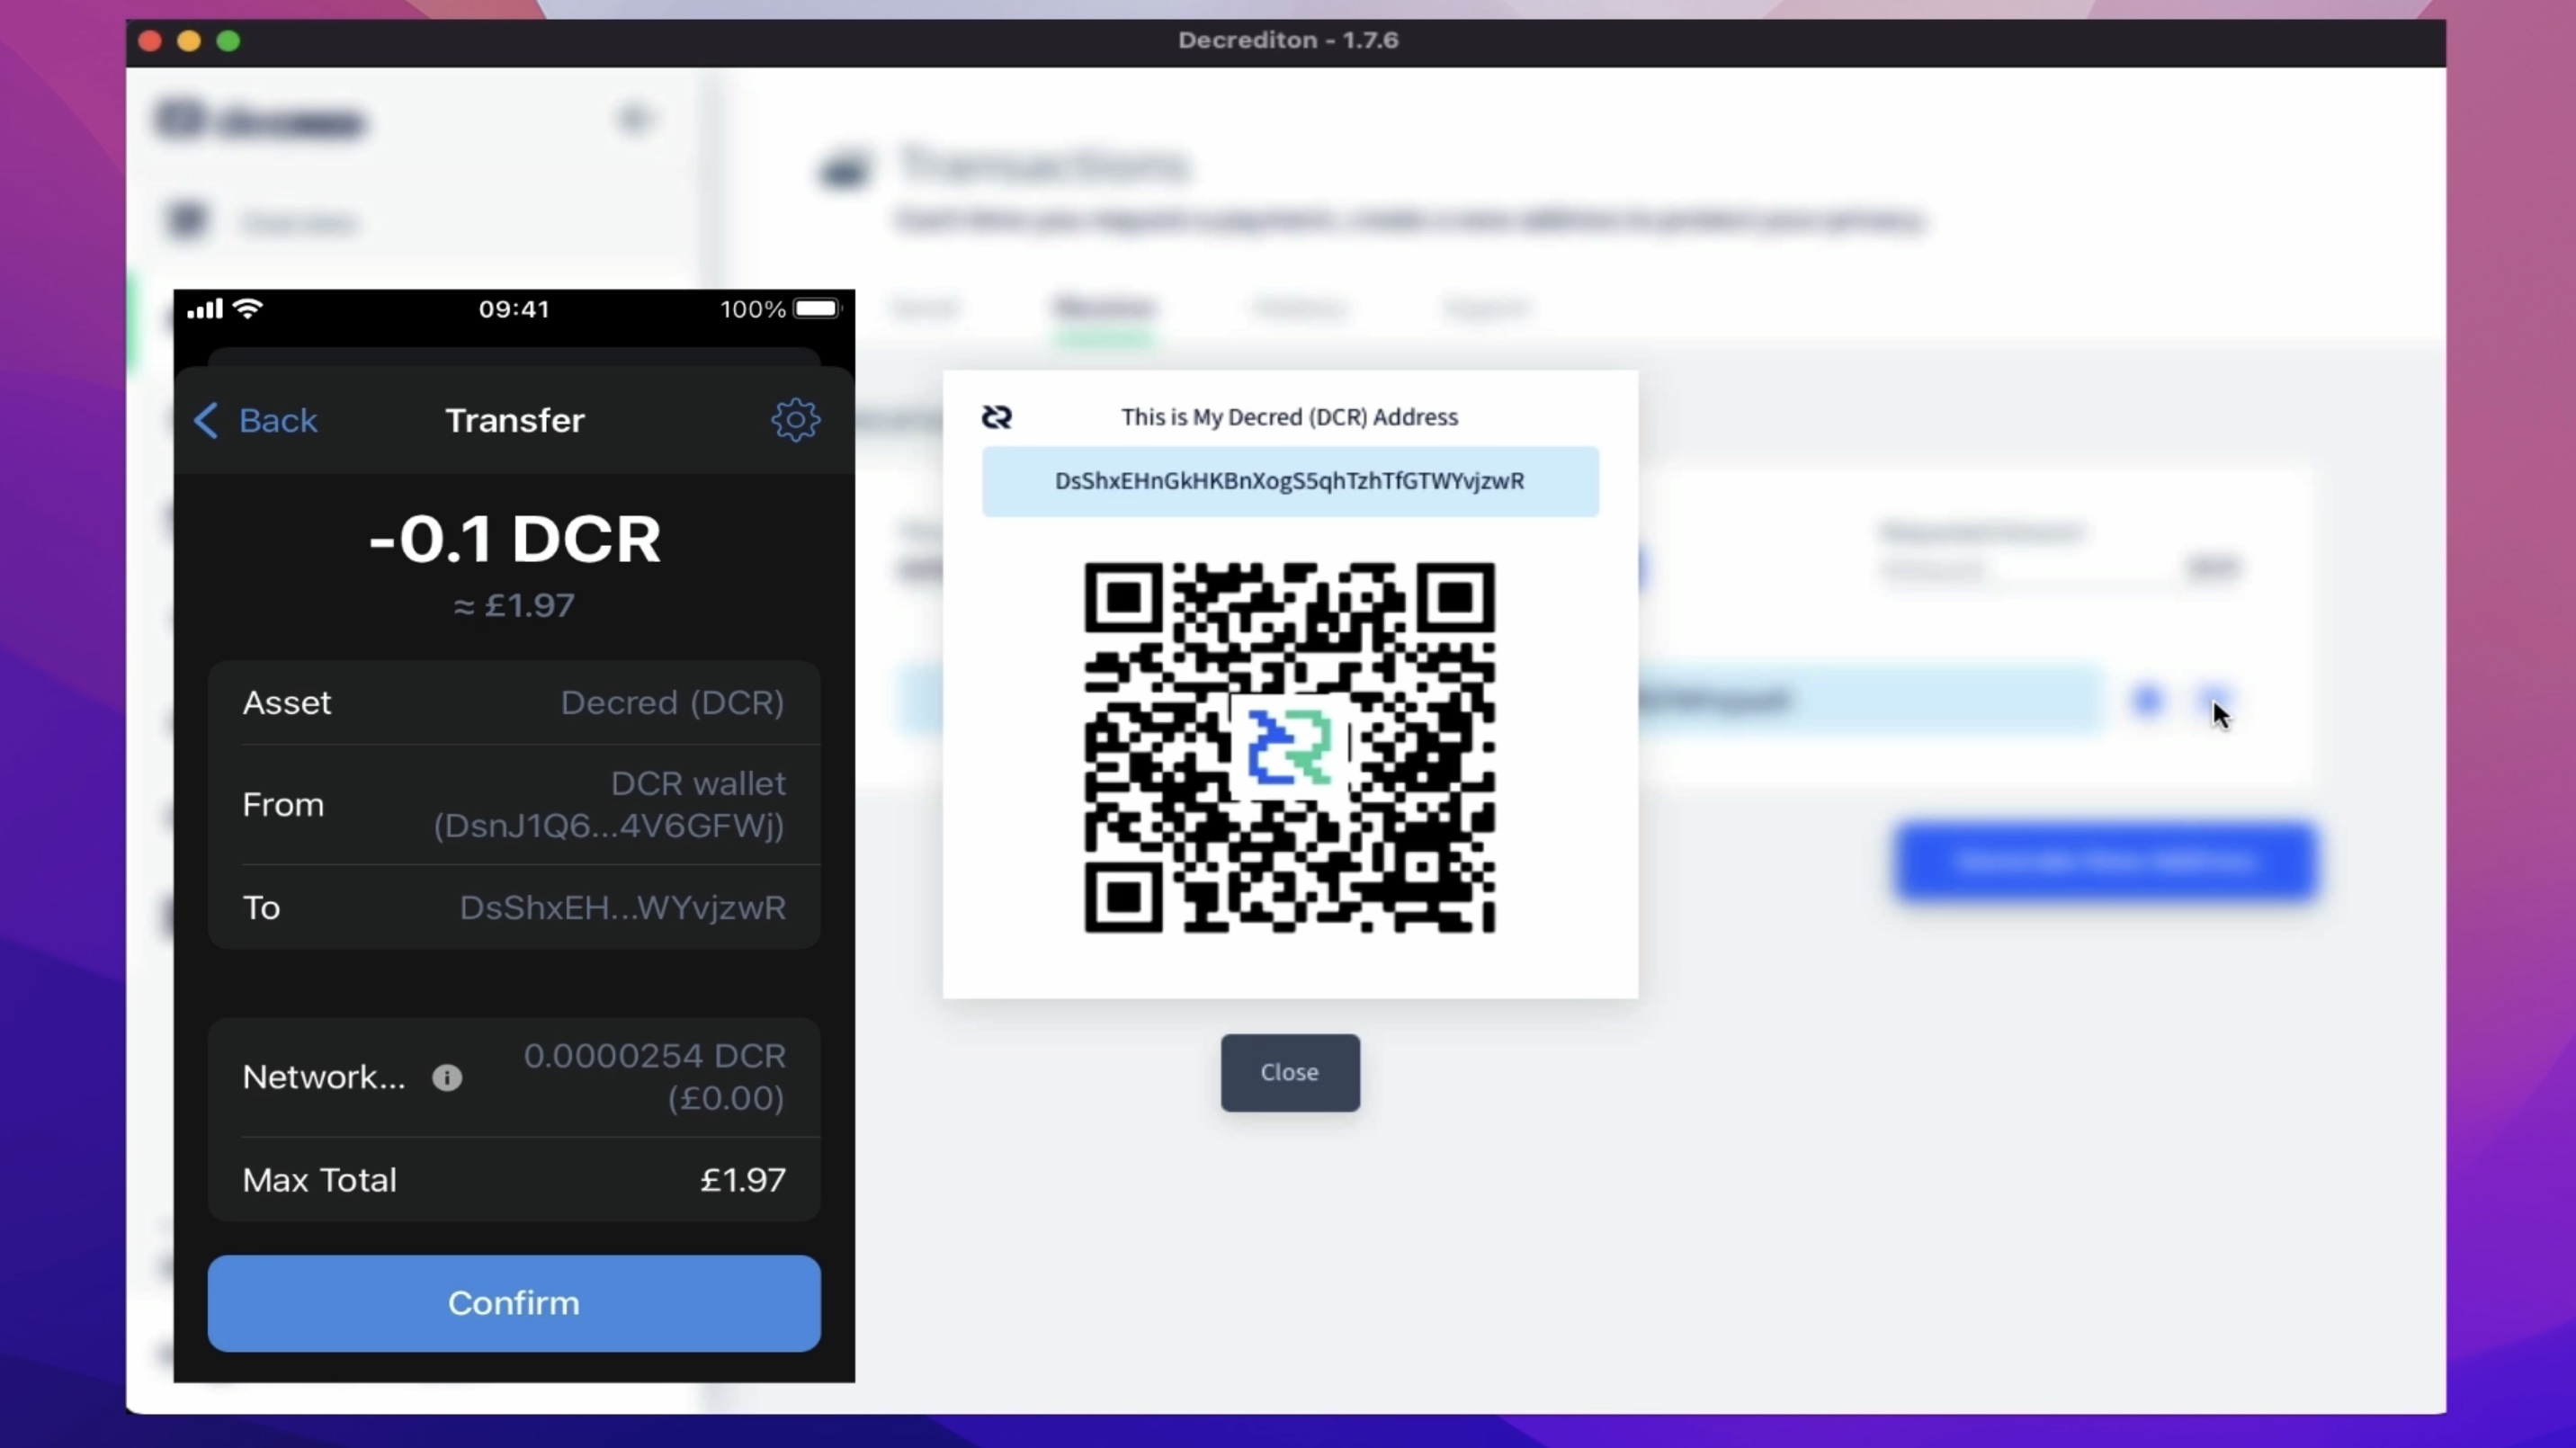 Decrediton - 1.7.6
Transactions
09:41
100%
Back
Transfer
-0.1 DCR
≈ £1.97
Asset
Decred (DCR)
From
DCR wallet
(DsnJ1Q6...4V6GFWj)
To
DsShxEH...WYvjzwR
Network...
0.0000254 DCR
(£0.00)
Max Total
£1.97
Confirm
This is My Decred (DCR) Address
DsShxEHnGkHKBnXogS5qhTzhTfGTWYvjzwR
Close